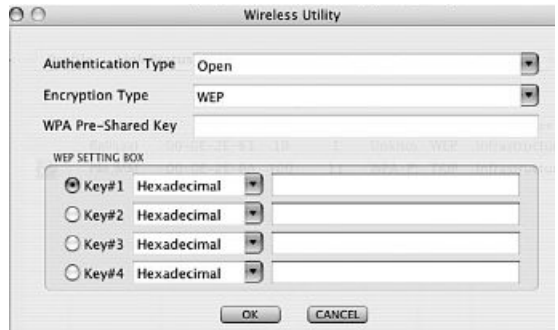 Wireless Utility
Authentication Type Open
Encryption Type WEP
WPA Pre-Shared Key
WEP SETTING BOX
Key#1 Hexadecimal
Key#2 Hexadecimal
Key#3 Hexadecimal
Key#4 Hexadecimal
OK CANCEL